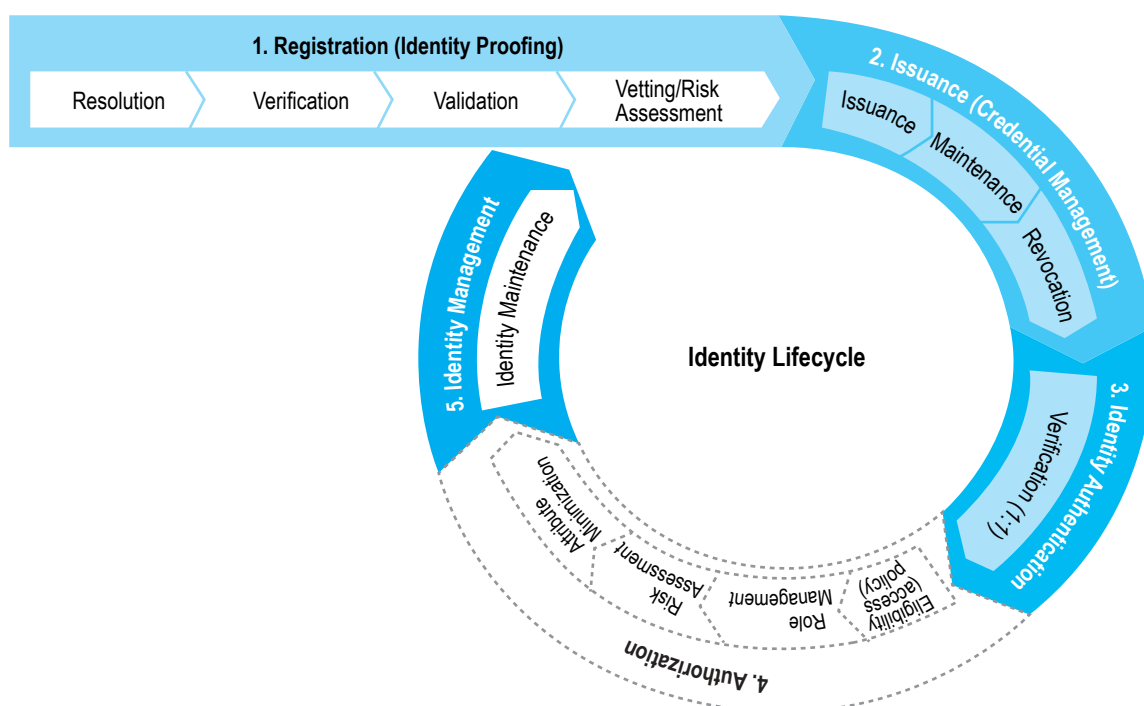 1. Registration (Identity Proofing)
Resolution
Verification
Validation
Vetting/Risk
Assessment
2. Issuance (Credential Management)
Issuance
Maintenance
Revocation
3. Identity Authentication
Verification (1:1)
4. Authorization
Eligibility
(access
policy)
Role
Management
Risk
Assessment
Attribute
Minimization
5. Identity Management
Identity Maintenance
Identity Lifecycle